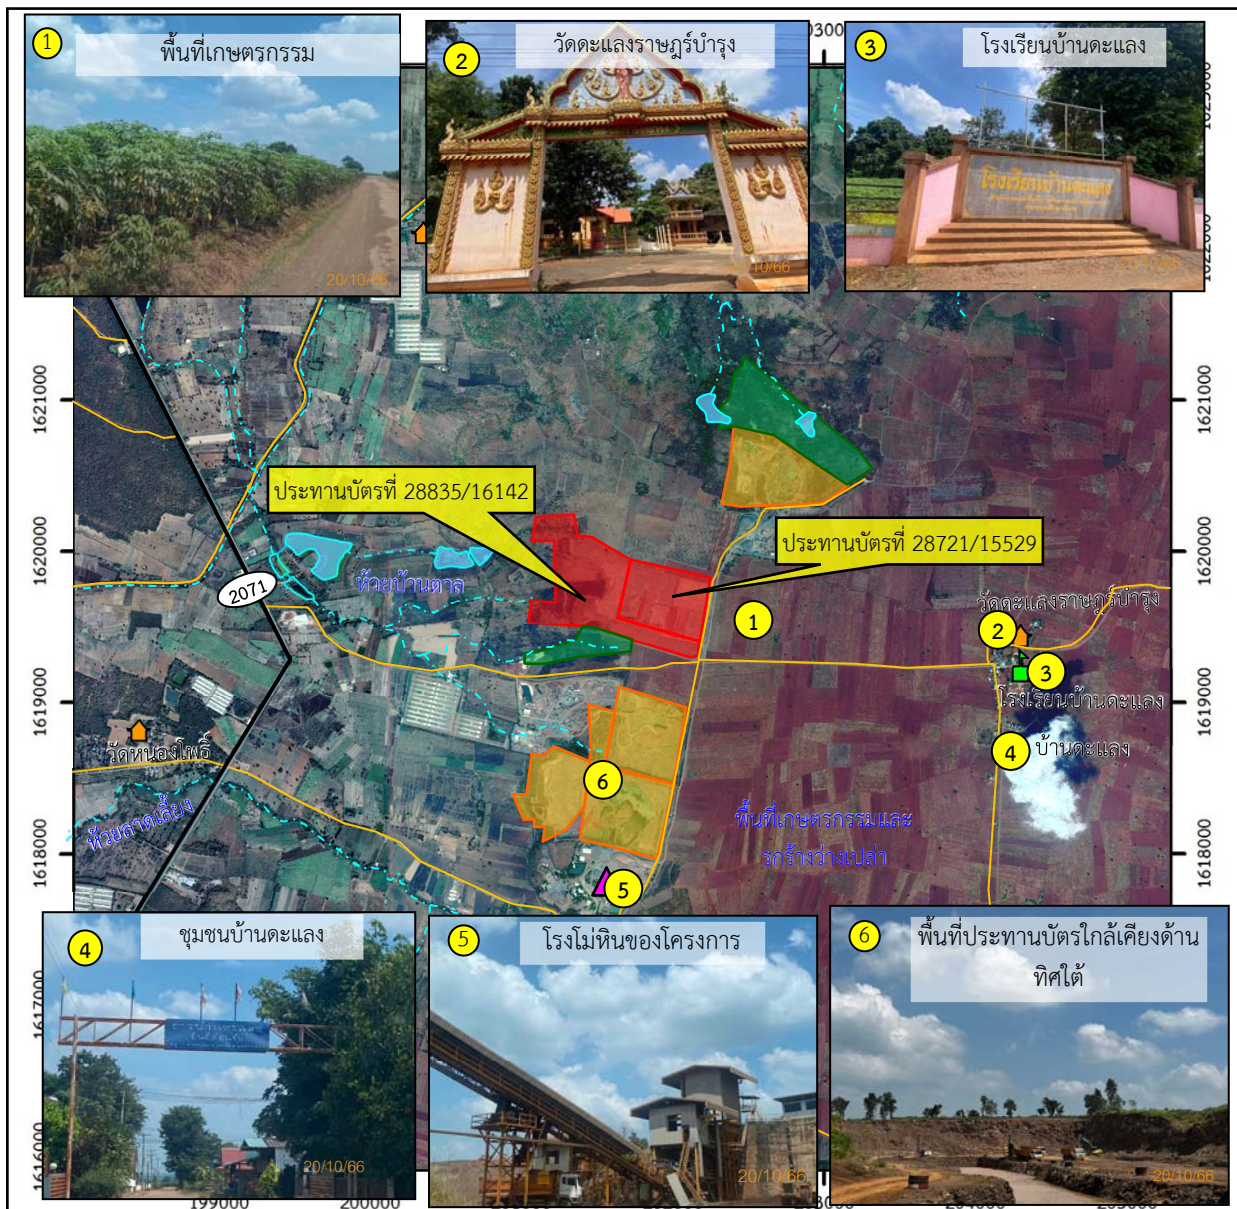 1
พื้นที่เกษตรกรรม
20/10/66
2
วัดดะแลงราษฎร์บำรุง
20/10/66
3
โรงเรียนบ้านดะแลง
โรงเรียนบ้านดะแลง
20/10/66
1621000
1620000
1619000
1618000
1617000
1616000
1621000
1620000
1619000
1618000
ประทานบัตรที่ 28835/16142
ประทานบัตรที่ 28721/15529
2071
ห้วยบ้านตาล
1
วัดดะแลงราษฎร์บำรุง
2
3
โรงเรียนบ้านดะแลง
4
บ้านดะแลง
วัดหนองโพธิ์
ห้วยลาดเลี้ยง
6
พื้นที่เกษตรกรรมและ
รกร้างว่างเปล่า
5
4
ชุมชนบ้านดะแลง
20/10/66
5
โรงโม่หินของโครงการ
20/10/66
6
พื้นที่ประทานบัตรใกล้เคียงด้าน
ทิศใต้
20/10/66
199000
200000